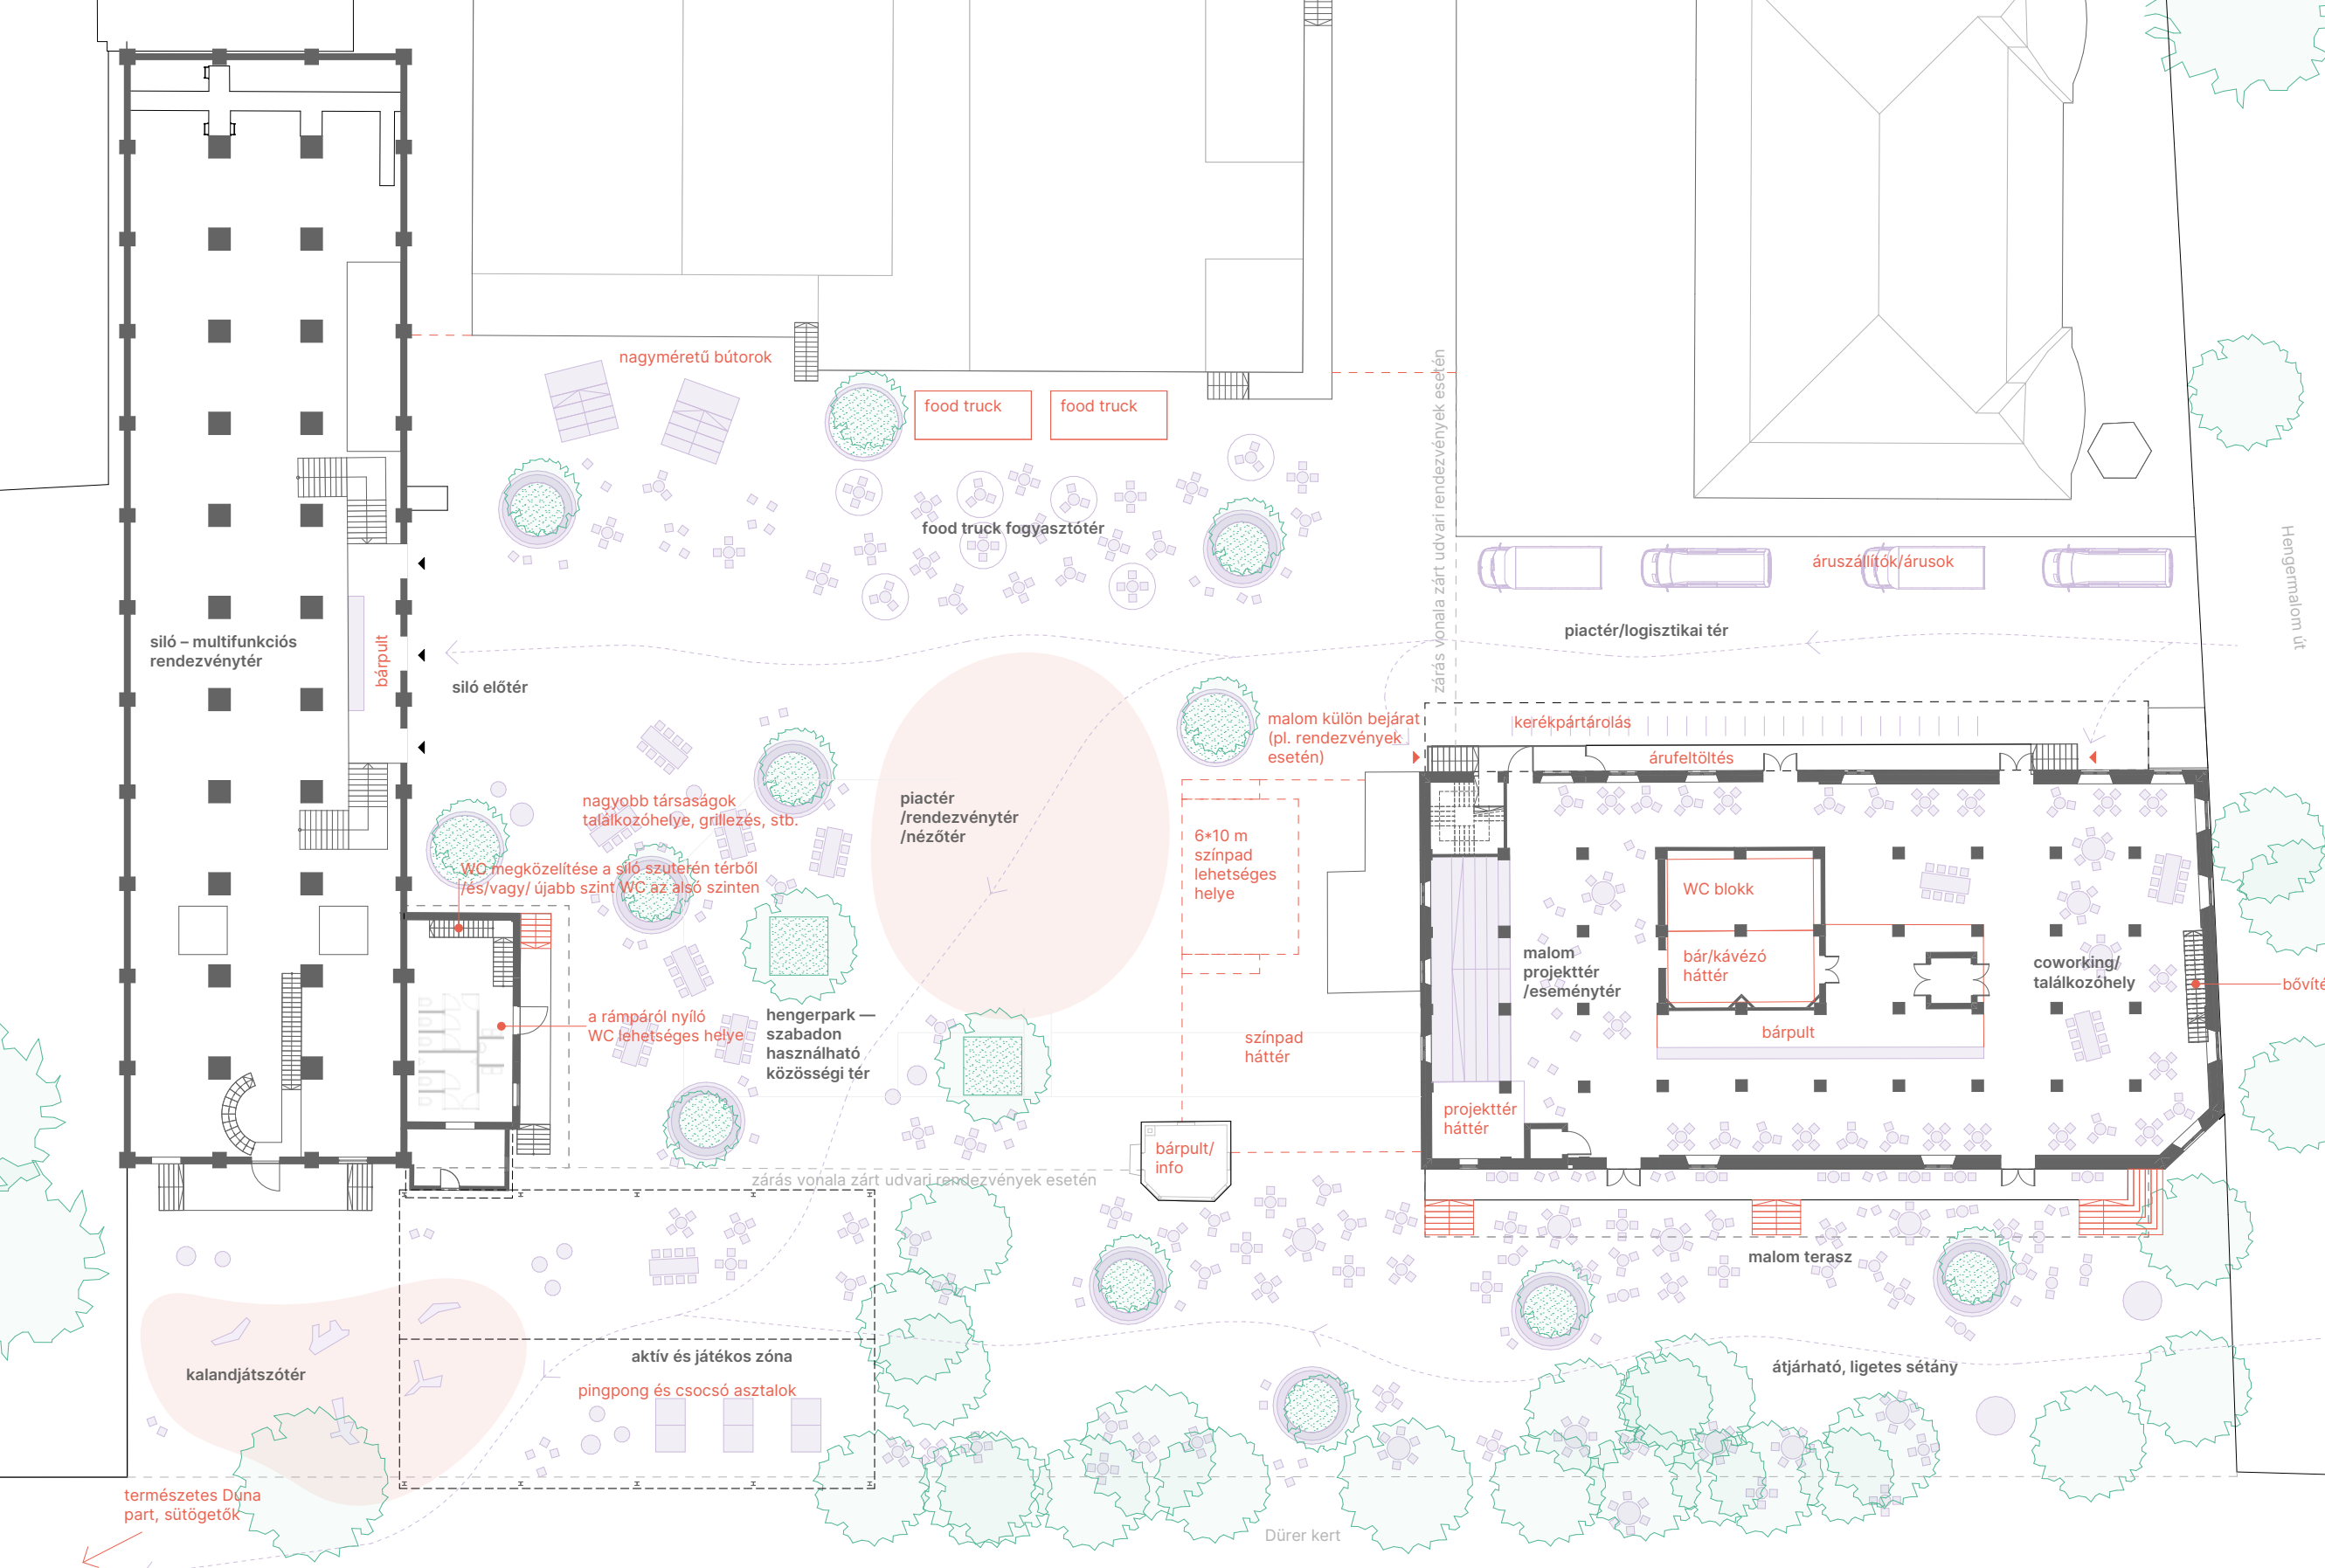 nagyméretű bútorok
food truck
food truck
food truck fogyasztótér
zárás vonala zárt udvari rendezvények esetén
áruszállítók/árusok
Hengermalom út
piactér/logisztikai tér
siló – multifunkciós
rendezvénytér
bárpult
siló előtér
malom külön bejárat
(pl. rendezvények
esetén)
kerékpártárolás
árufeltöltés
nagyobb társaságok
találkozóhelye, grillezés, stb.
piactér
/rendezvénytér
/nézőtér
6*10 m
színpad
lehetséges
helye
WC megközelítése a siló szuterén térből
/és/vagy/ újabb szint WC az alsó szinten
WC blokk
bár/kávézó
háttér
malom
projekttér
/eseménytér
coworking/
találkozóhely
bővíté
a rámpáról nyíló
WC lehetséges helye
hengerpark —
szabadon
használható
közösségi tér
színpad
háttér
bárpult
projekttér
háttér
bárpult/
info
zárás vonala zárt udvari rendezvények esetén
malom terasz
kalandjátszótér
aktív és játékos zóna
pingpong és csocsó asztalok
átjárható, ligetes sétány
természetes Duna
part, sütögetők
Dürer kert